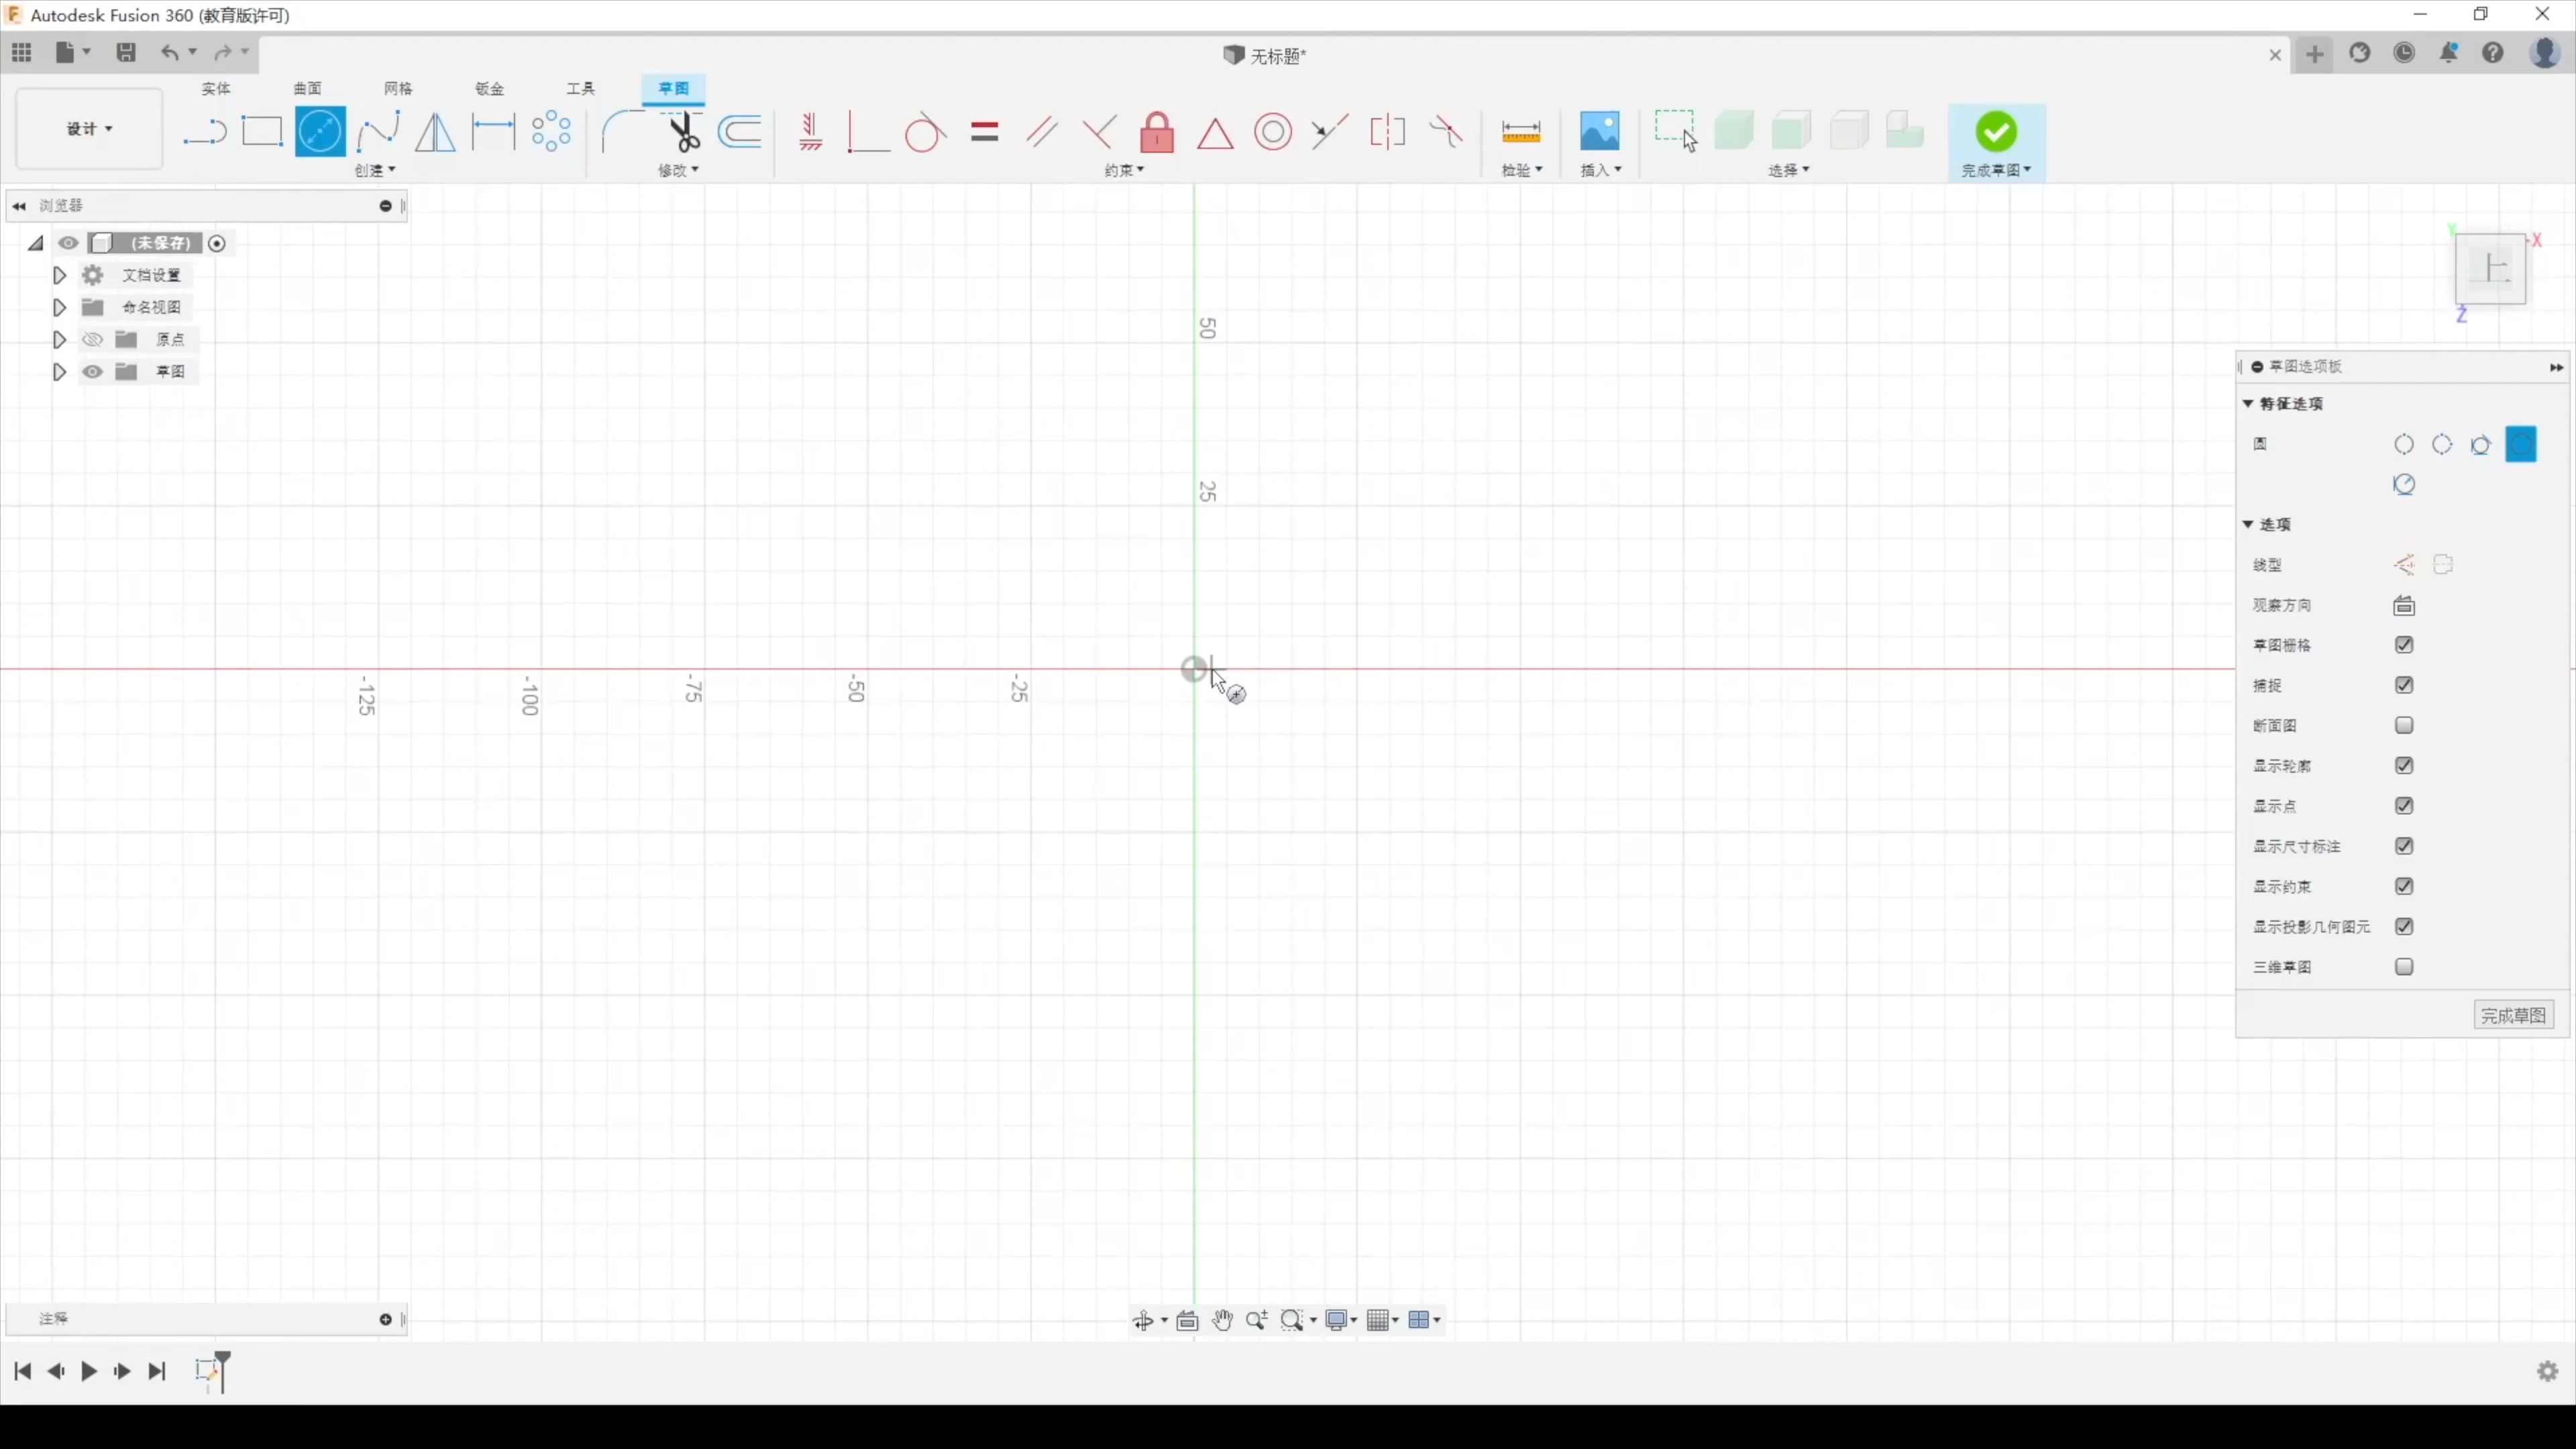 Autodesk Fusion 360 (教育版许可)
无标题*
实体
曲面
网格
钣金
工具
草图
设计
创建
修改
约束
检验
插入
选择
完成草图
浏览器
(未保存)
文档设置
命名视图
原点
草图
50
25
-125
-100
-75
-50
-25
Y
X
上
Z
草图选项板
特征选项
圆
选项
线型
观察方向
草图栅格
捕捉
断面图
显示轮廓
显示点
显示尺寸标注
显示约束
显示投影几何图元
三维草图
完成草图
注释